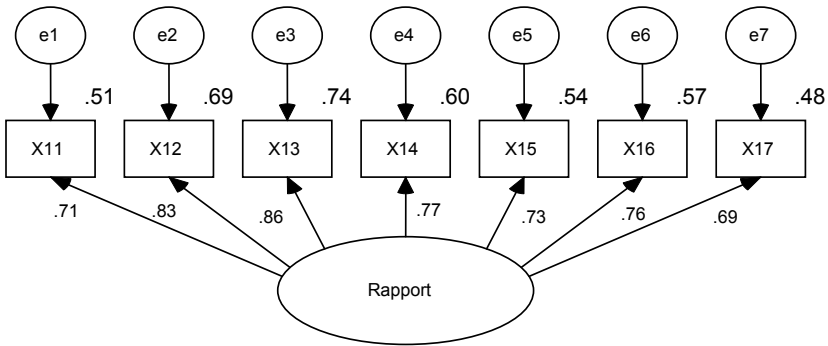 e1 e2 e3 e4 e5 e6 e7
.51 .69 .74 .60 .54 .57 .48
X11 X12 X13 X14 X15 X16 X17
.71 .83 .86 .77 .73 .76 .69
Rapport